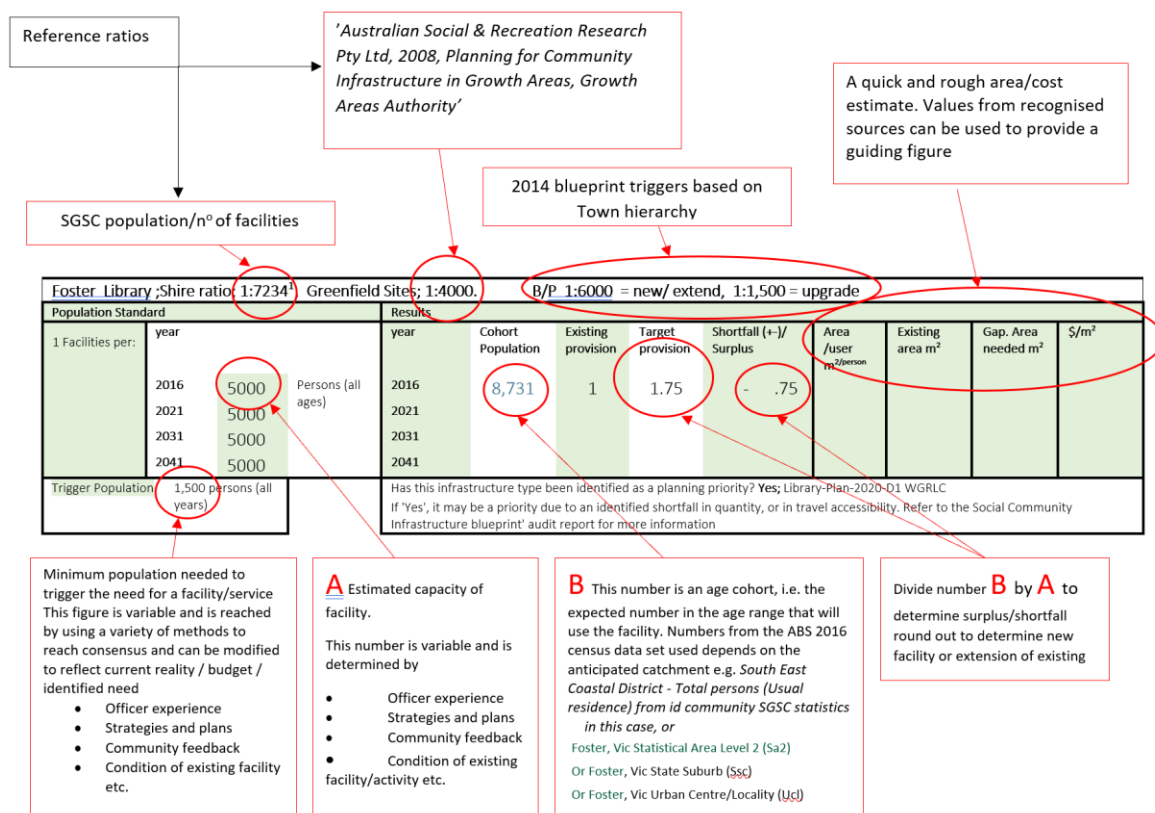 Reference ratios
'Australian Social & Recreation Research
Pty Ltd, 2008, Planning for Community
Infrastructure in Growth Areas, Growth
Areas Authority'
A quick and rough area/cost
estimate. Values from recognised
sources can be used to provide a
guiding figure
2014 blueprint triggers based on
Town hierarchy
SGSC population/nº of facilities
Foster Library ;Shire ratio; 1:7234¹ Greenfield Sites; 1:4000. B/P 1:6000 = new/ extend, 1:1,500 = upgrade
Population Standard
Results
1 Facilities per:
year
2016 5000 Persons (all ages)
2021 5000
2031 5000
2041 5000
year Cohort Population Existing provision Target provision Shortfall (+-)/ Surplus Area /user m²/person Existing area m² Gap. Area needed m² $/m²
2016 8,731 1 1.75 - .75
2021
2031
2041
Trigger Population 1,500 persons (all
years)
Has this infrastructure type been identified as a planning priority? Yes; Library-Plan-2020-D1 WGRLC
If 'Yes', it may be a priority due to an identified shortfall in quantity, or in travel accessibility. Refer to the Social Community
Infrastructure blueprint' audit report for more information
Minimum population needed to
trigger the need for a facility/service
This figure is variable and is reached
by using a variety of methods to
reach consensus and can be modified
to reflect current reality / budget /
identified need
• Officer experience
• Strategies and plans
• Community feedback
• Condition of existing facility
etc.
A Estimated capacity of
facility.
This number is variable and is
determined by
• Officer experience
• Strategies and plans
• Community feedback
• Condition of existing
facility/activity etc.
B This number is an age cohort, i.e. the
expected number in the age range that will
use the facility. Numbers from the ABS 2016
census data set used depends on the
anticipated catchment e.g. South East
Coastal District - Total persons (Usual
residence) from id community SGSC statistics
in this case, or
Foster, Vic Statistical Area Level 2 (Sa2)
Or Foster, Vic State Suburb (Ssc)
Or Foster, Vic Urban Centre/Locality (Ucl)
Divide number B by A to
determine surplus/shortfall
round out to determine new
facility or extension of existing